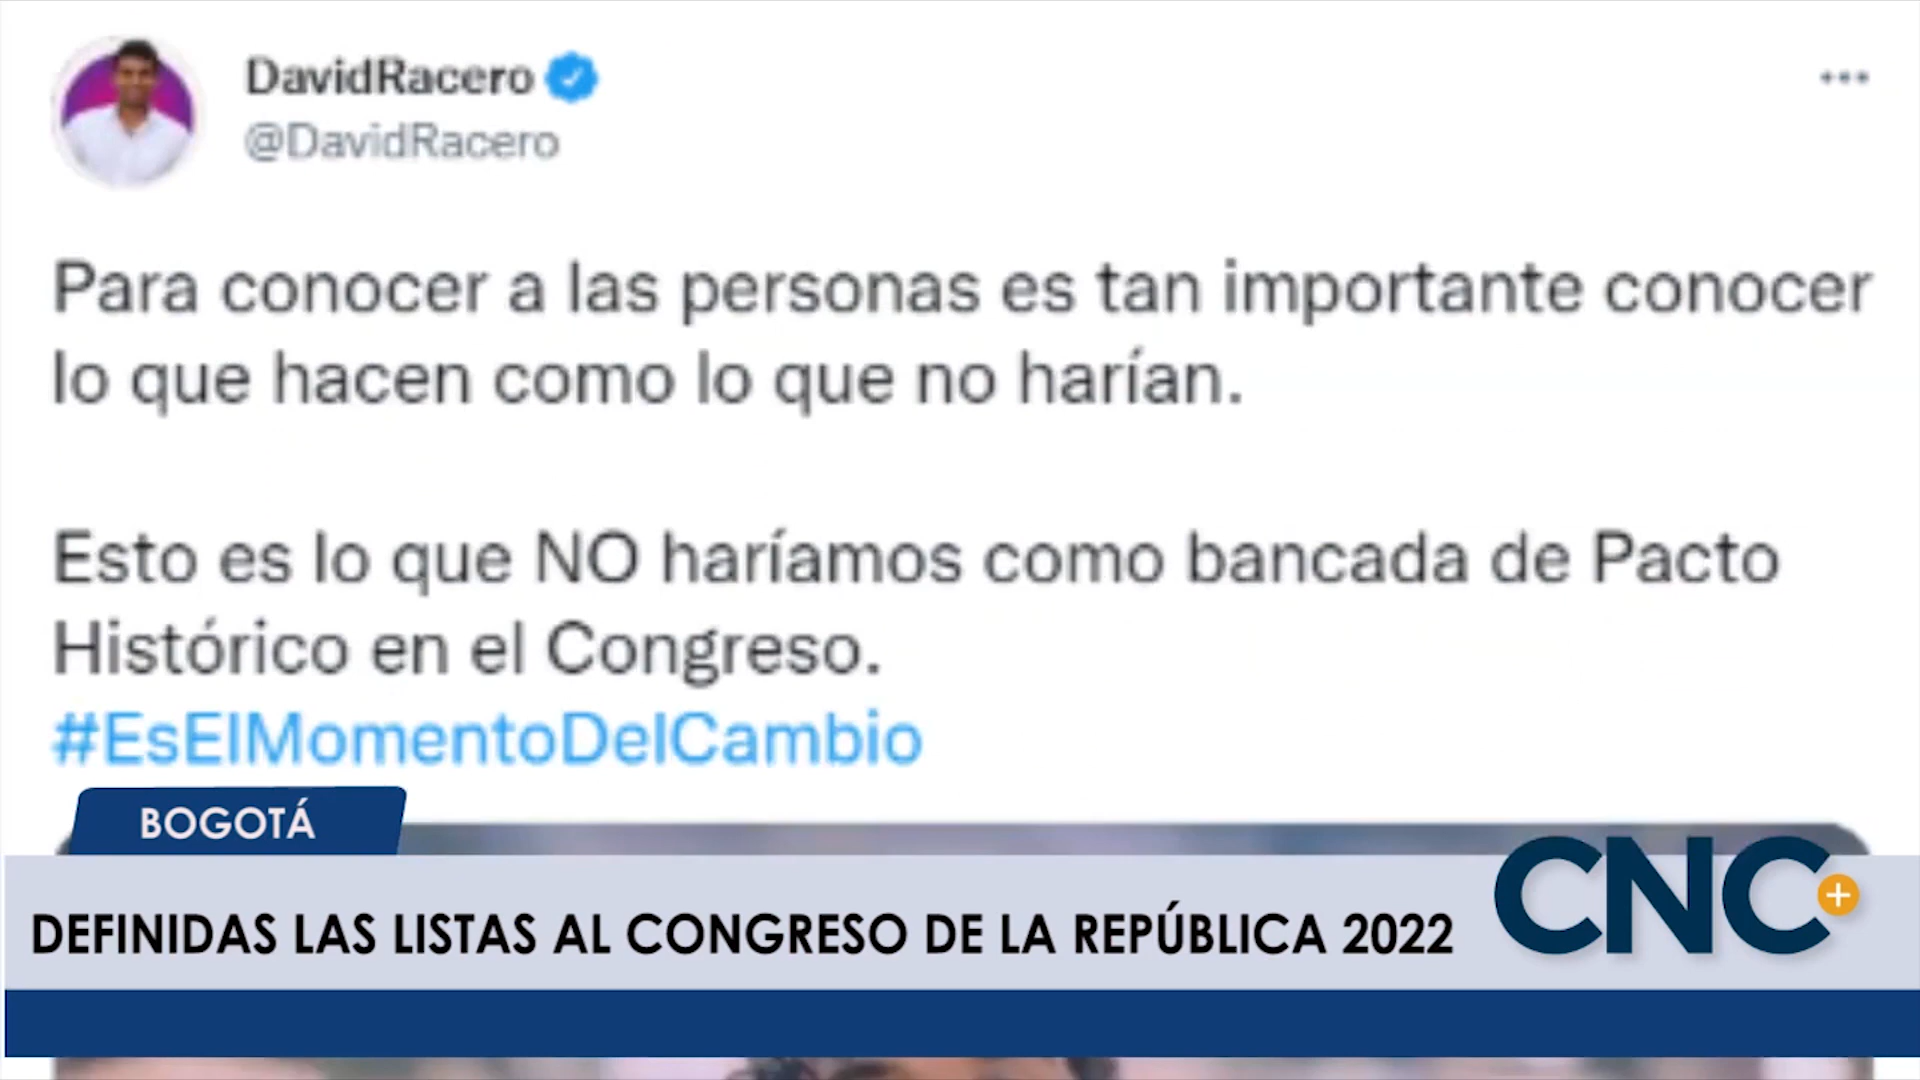 DavidRacero
@DavidRacero
Para conocer a las personas es tan importante conocer
lo que hacen como lo que no harían.
Esto es lo que NO haríamos como bancada de Pacto
Histórico en el Congreso.
#EsElMomentoDelCambio
BOGOTÁ
DEFINIDAS LAS LISTAS AL CONGRESO DE LA REPÚBLICA 2022
CNC+